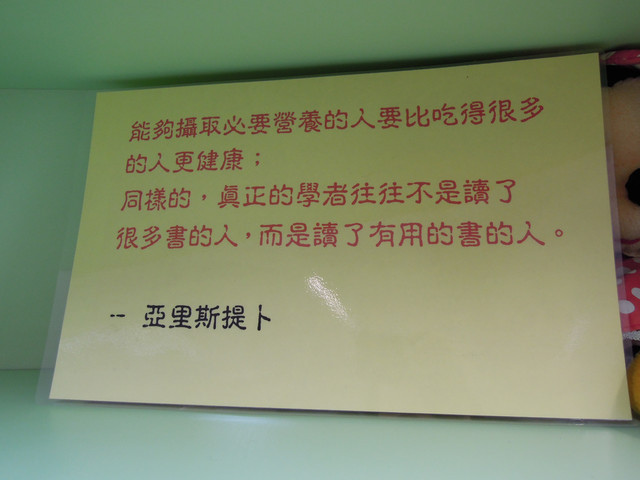 能夠攝取必要營養的人要比吃得很多
的人更健康；
同樣的，真正的學者往往不是讀了
很多書的人，而是讀了有用的書的人。
-- 亞里斯提卜